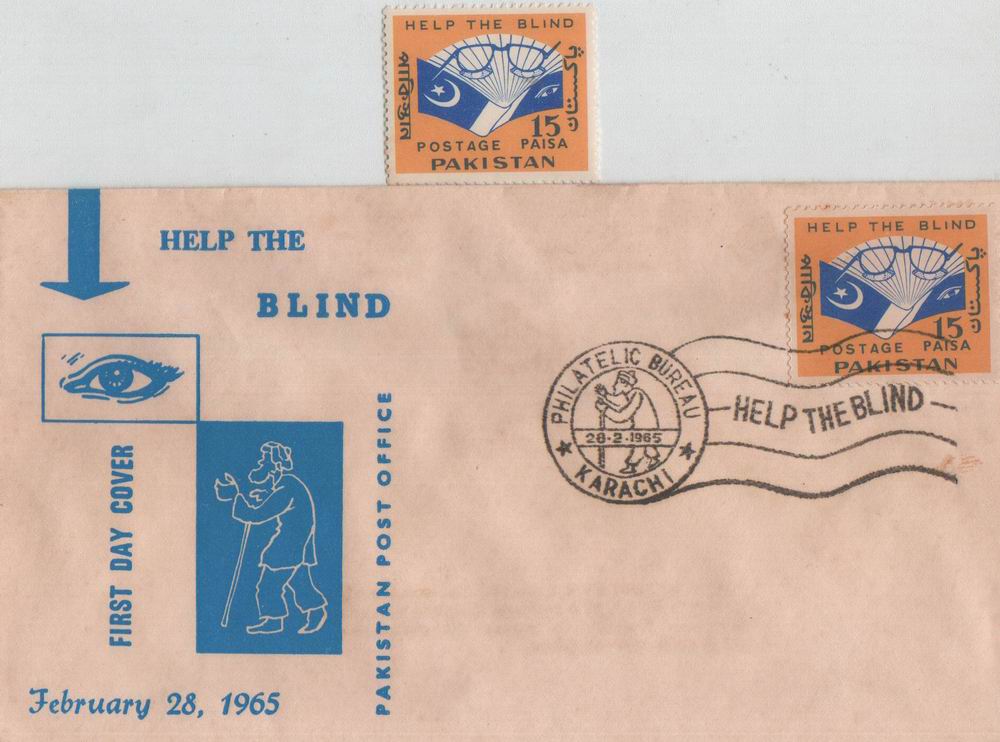 HELP THE BLIND
পাকিস্তান
پاکستان
15
POSTAGE PAISA
PAKISTAN
HELP THE
BLIND
FIRST DAY COVER
PAKISTAN POST OFFICE
February 28, 1965
HELP THE BLIND
পাকিস্তান
پاکستان
15
POSTAGE PAISA
PAKISTAN
PHILATELIC BUREAU
28-2-1965
KARACHI
HELP THE BLIND